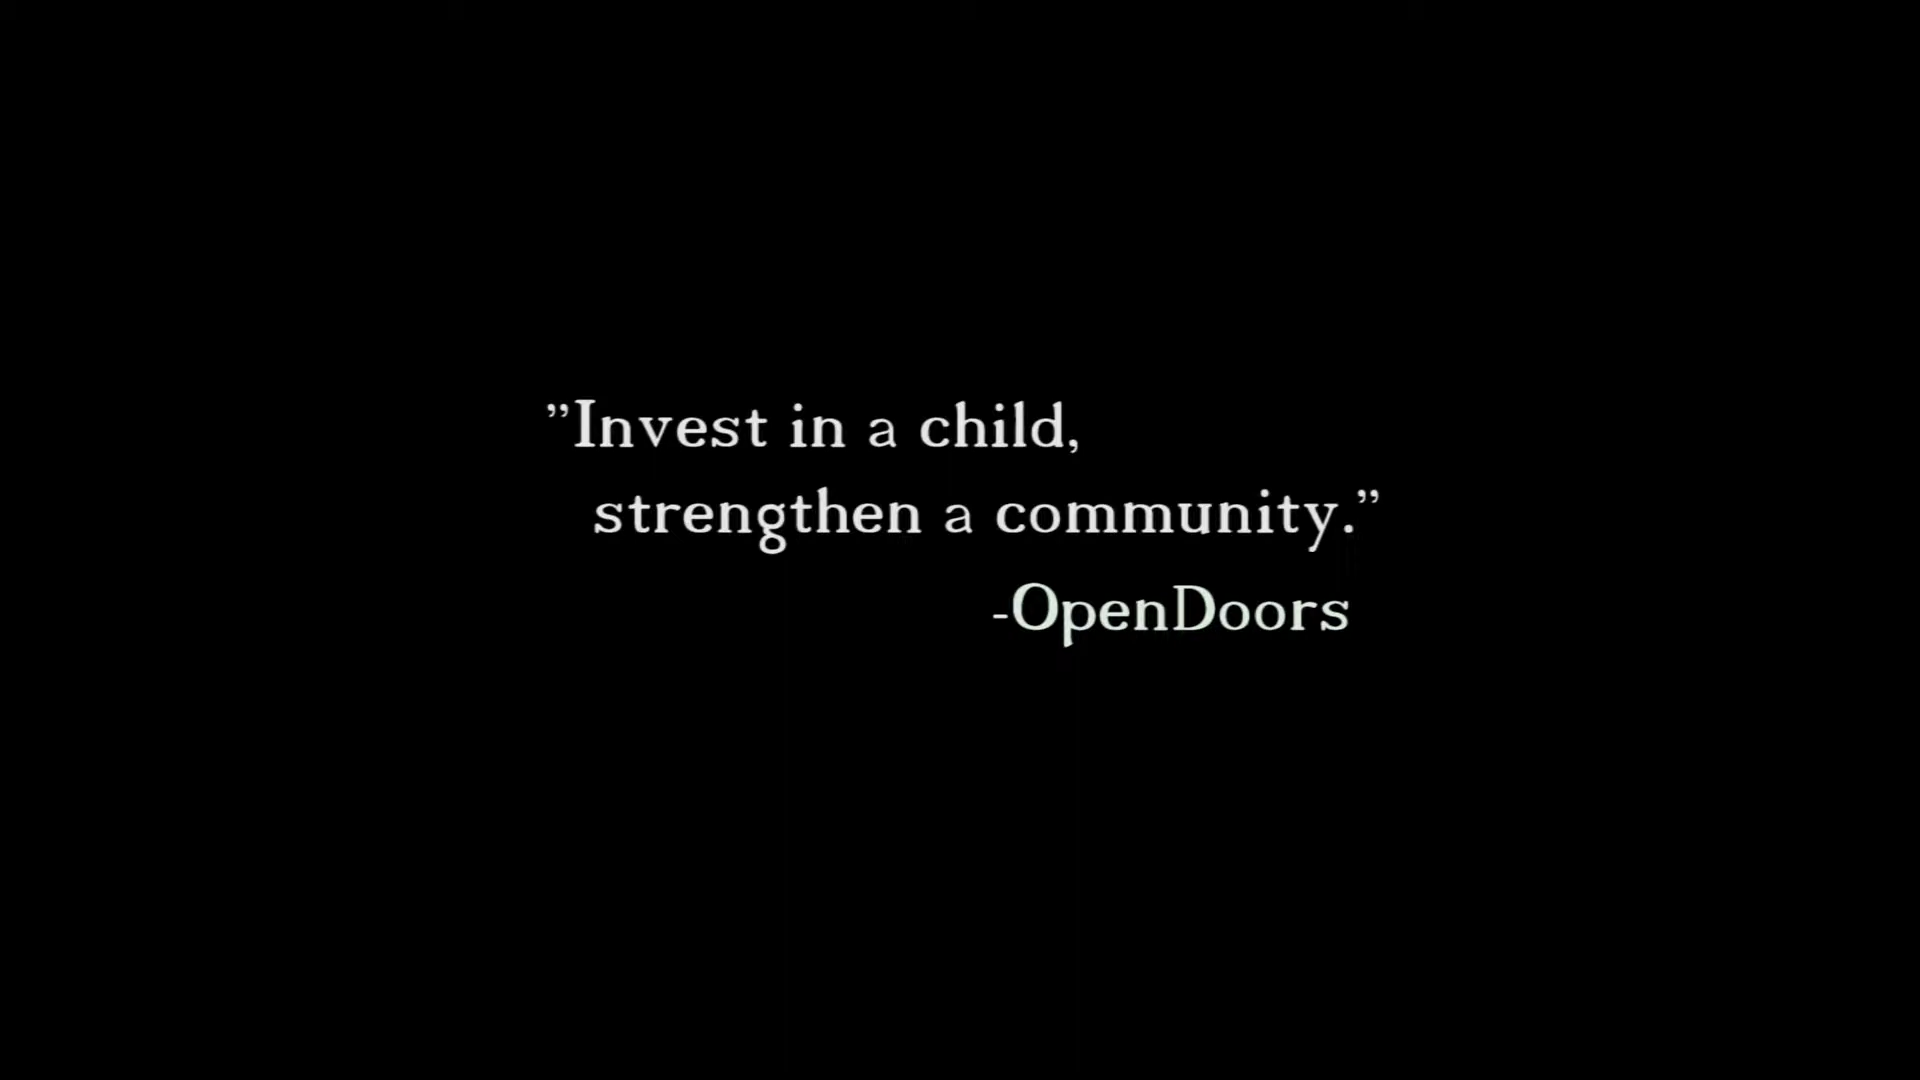 ”Invest in a child,
strengthen a community.”
-OpenDoors